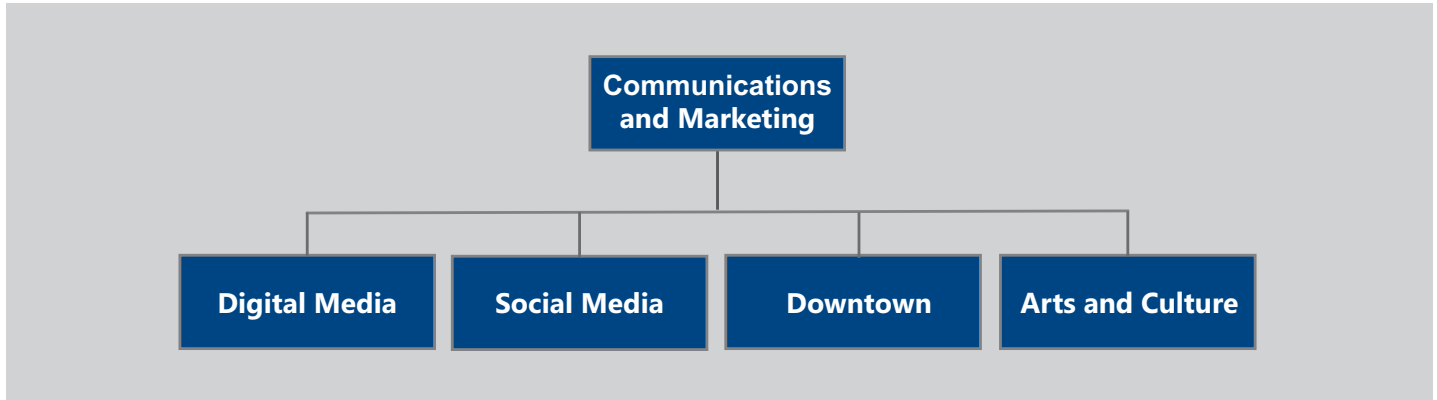 Communications
and Marketing
Digital Media
Social Media
Downtown
Arts and Culture